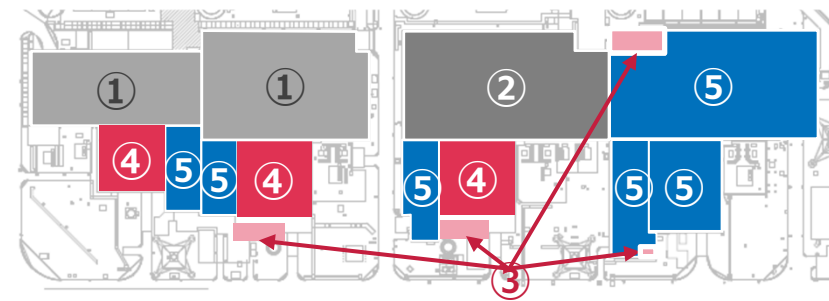 ① ① ② ⑤
④ ⑤ ⑤ ④ ⑤ ④ ⑤ ⑤
③